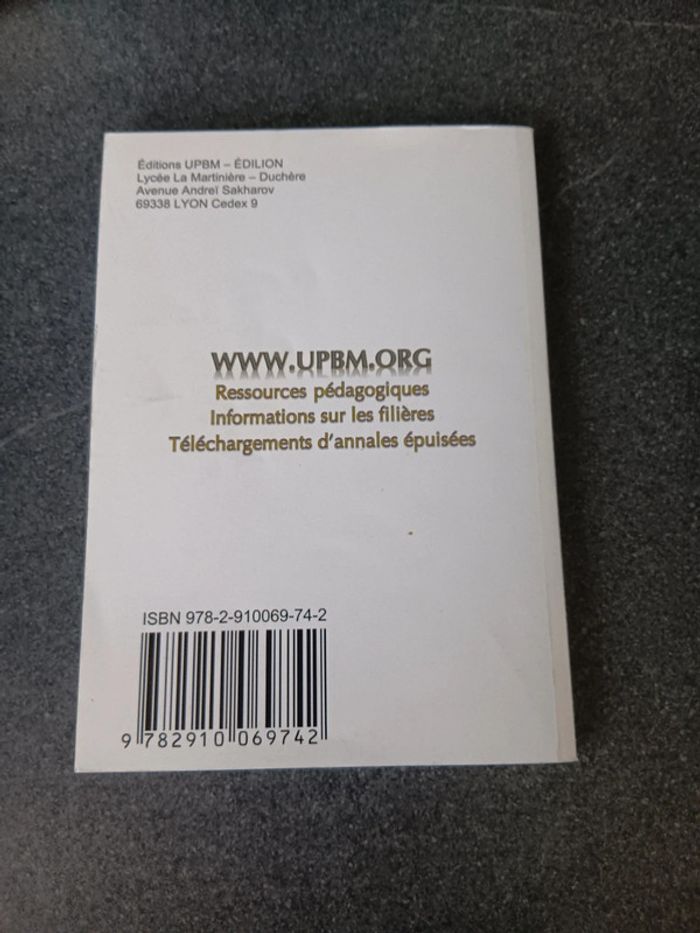 Éditions UPBM – ÉDILION
Lycée La Martinière – Duchère
Avenue Andreï Sakharov
69338 LYON Cedex 9
WWW.UPBM.ORG
Ressources pédagogiques
Informations sur les filières
Téléchargements d'annales épuisées
ISBN 978-2-910069-74-2
9 782910 069742